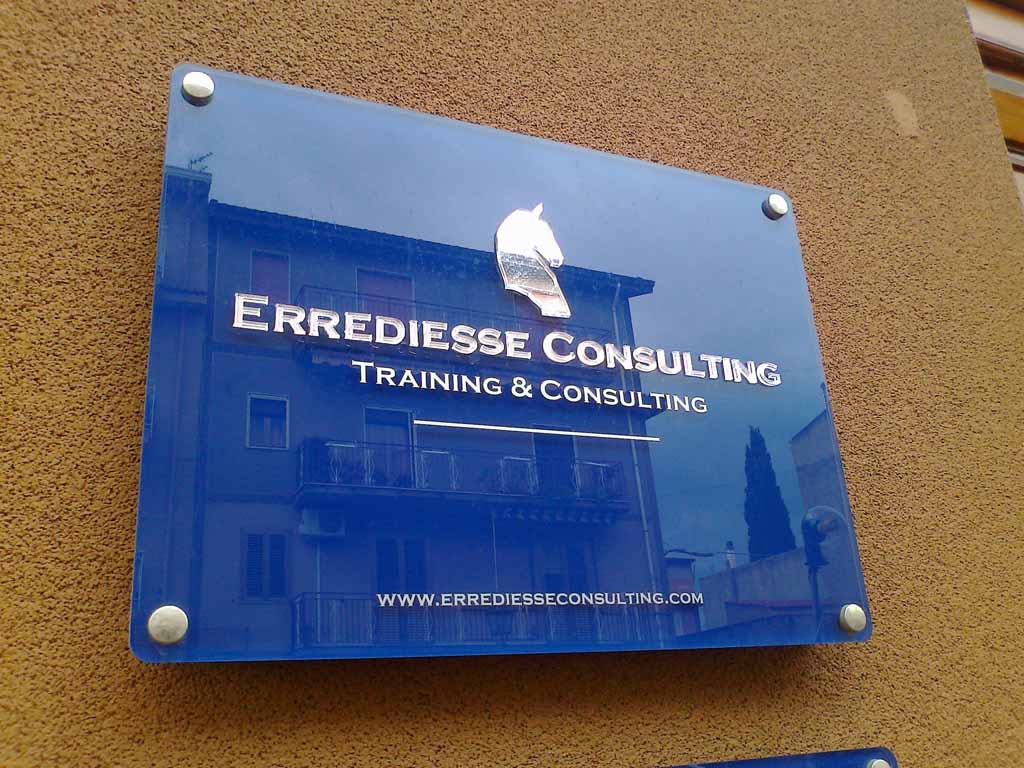 ERREDIESSE CONSULTING
TRAINING & CONSULTING
WWW.ERREDIESSECONSULTING.COM